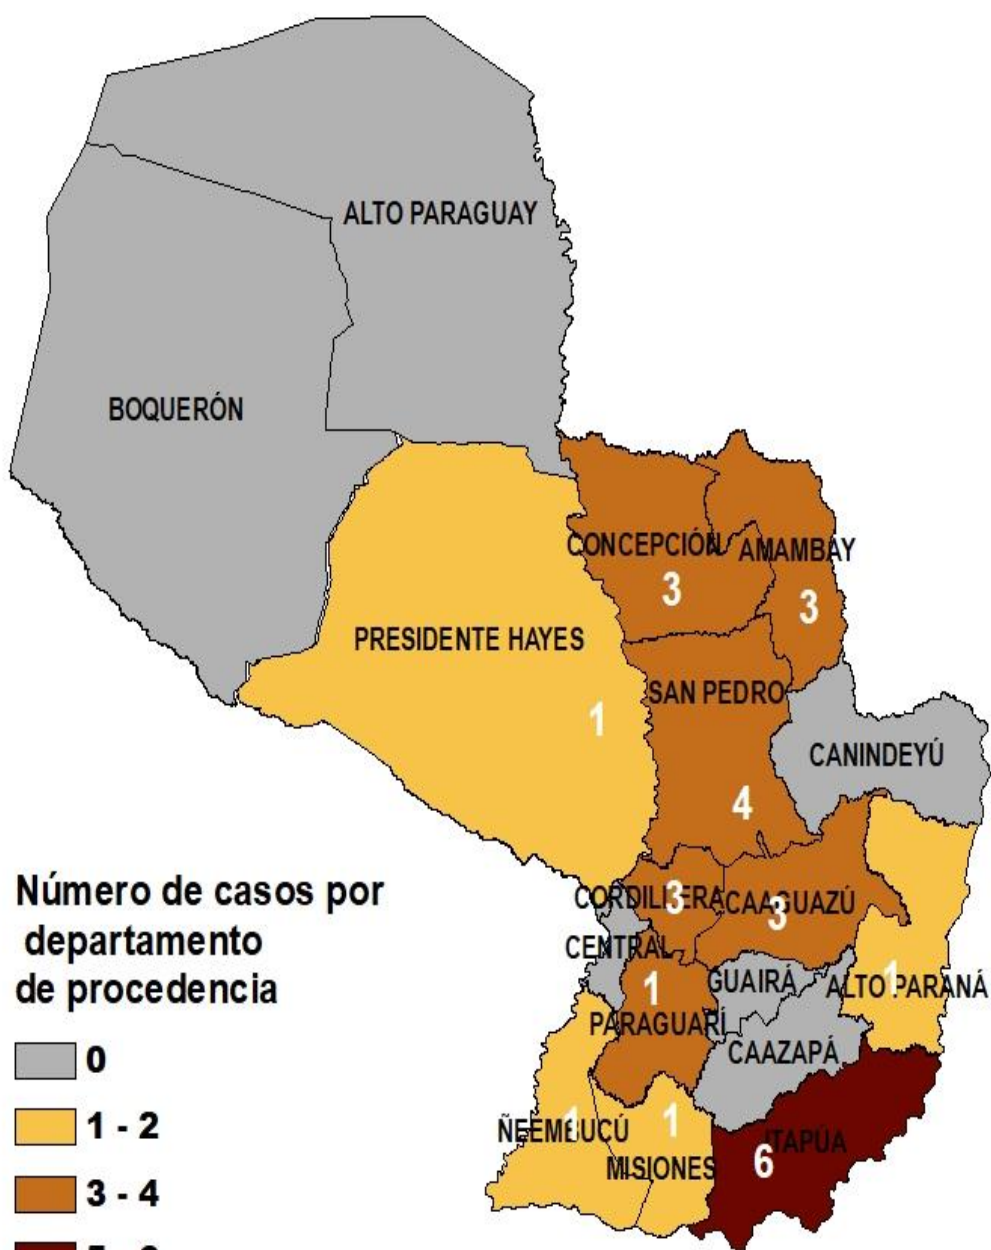 ALTO PARAGUAY
BOQUERÓN
CONCEPCIÓN
AMAMBAY
3
3
PRESIDENTE HAYES
SAN PEDRO
1
CANINDEYÚ
4
Número de casos por
departamento
de procedencia
CORDILLERA
3
CAAGUAZÚ
3
CENTRAL
GUAIRÁ
1
ALTO PARANÁ
1
PARAGUARÍ
CAAZAPÁ
ÑEEMBUCÚ
1
1
MISIONES
ITAPÚA
6
0
1 - 2
3 - 4